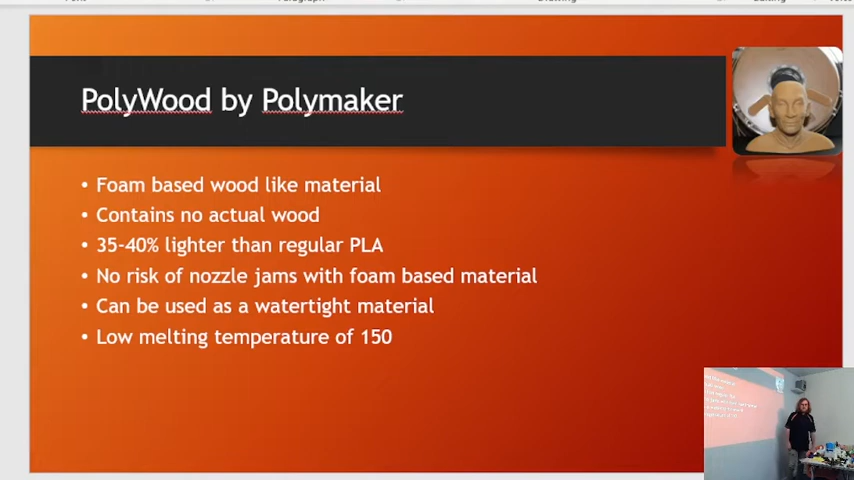 PolyWood by Polymaker
• Foam based wood like material
• Contains no actual wood
• 35-40% lighter than regular PLA
• No risk of nozzle jams with foam based material
• Can be used as a watertight material
• Low melting temperature of 150